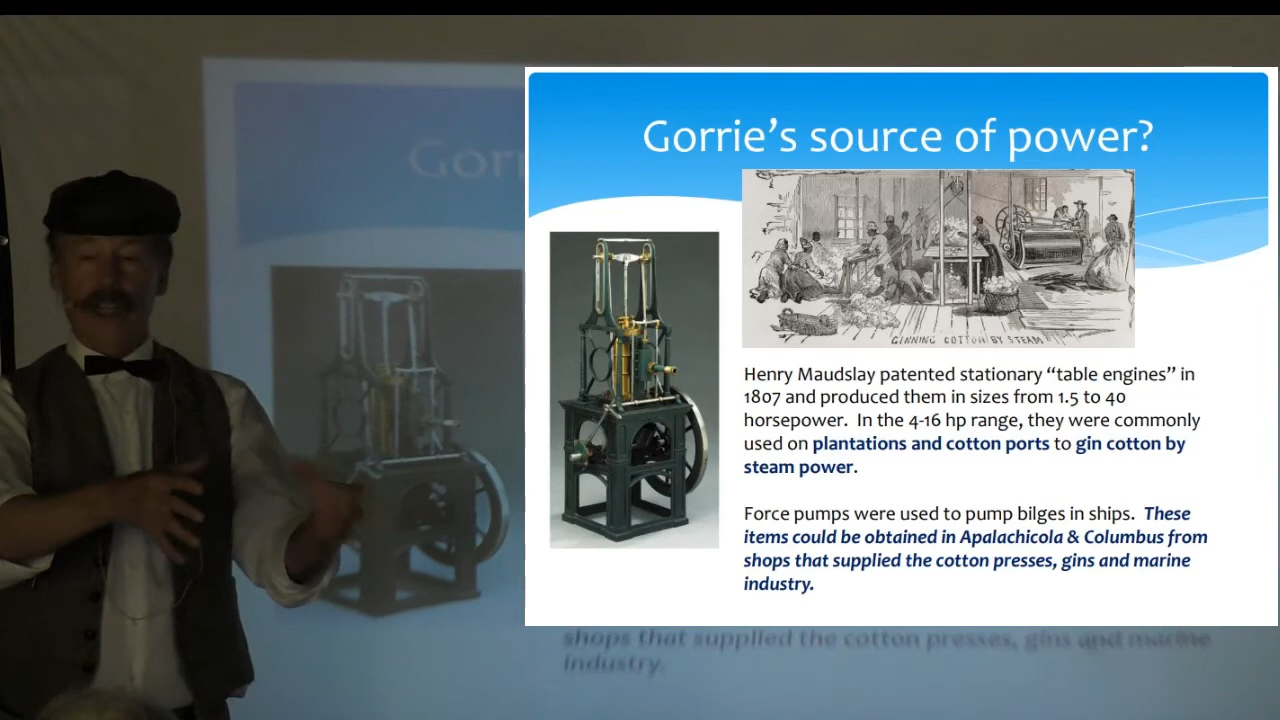 Gorrie's source of power?
Gor
GINNING COTTON BY STEAM
Henry Maudslay patented stationary “table engines” in
1807 and produced them in sizes from 1.5 to 40
horsepower. In the 4-16 hp range, they were commonly
used on plantations and cotton ports to gin cotton by
steam power.
Force pumps were used to pump bilges in ships. These
items could be obtained in Apalachicola & Columbus from
shops that supplied the cotton presses, gins and marine
industry.
shops that supplied the cotton presses, gins and marine
industry.